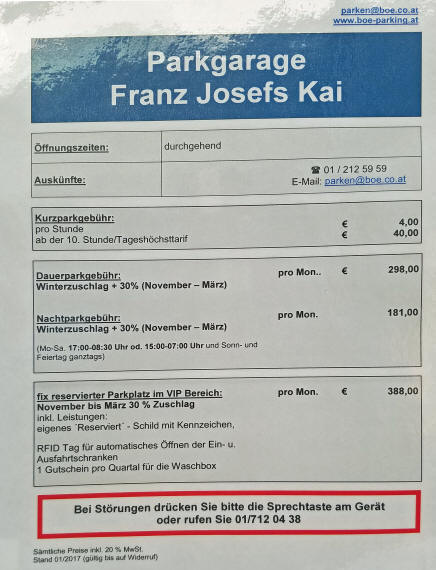 parken@boe.co.at
www.boe-parking.at
Parkgarage
Franz Josefs Kai
Öffnungszeiten: durchgehend
☎ 01 / 212 59 59
Auskünfte: E-Mail: parken@boe.co.at
Kurzparkgebühr:
pro Stunde € 4,00
ab der 10. Stunde/Tageshöchsttarif € 40,00
Dauerparkgebühr: pro Mon.. € 298,00
Winterzuschlag + 30% (November – März)
Nachtparkgebühr: pro Mon. 181,00
Winterzuschlag + 30% (November – März)
(Mo-Sa. 17:00-08:30 Uhr od. 15:00-07:00 Uhr und Sonn- und
Feiertag ganztags)
fix reservierter Parkplatz im VIP Bereich: pro Mon. € 388,00
November bis März 30 % Zuschlag
inkl. Leistungen:
eigenes ´Reserviert´ - Schild mit Kennzeichen,
RFID Tag für automatisches Öffnen der Ein- u.
Ausfahrtschranken
1 Gutschein pro Quartal für die Waschbox
Bei Störungen drücken Sie bitte die Sprechtaste am Gerät
oder rufen Sie 01/712 04 38
Sämtliche Preise inkl. 20 % MwSt.
Stand 01/2017 (gültig bis auf Widerruf)